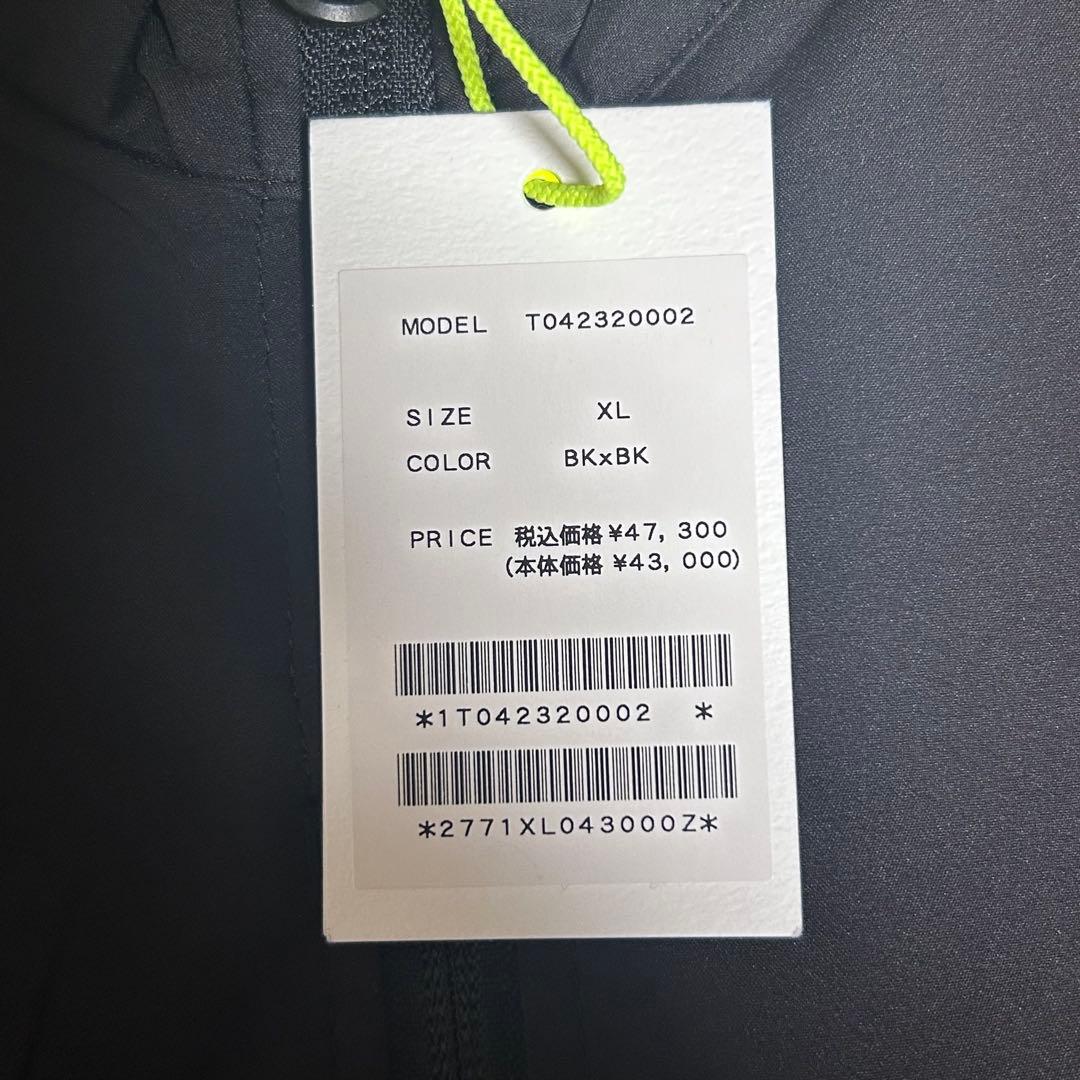 MODEL T042320002
SIZE XL
COLOR BKxBK
PRICE 税込価格 ¥47, 300
(本体価格 ¥43, 000)
*1T042320002 *
*2771XL043000Z*